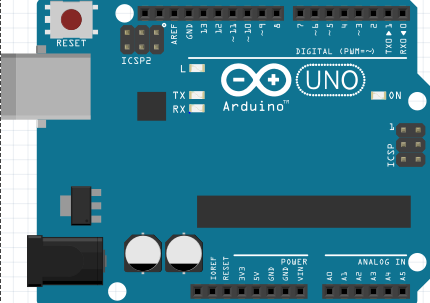 RESET
ICSP2
AREF
GND
13
12
~11
~10
~9
8
7
~6
~5
4
~3
2
TX0▶1
RX0◀0
DIGITAL (PWM=~)
L
TX
RX
UNO
Arduino™
ON
1
ICSP
IOREF
RESET
3V3
5V
GND
GND
VIN
POWER
A0
A1
A2
A3
A4
A5
ANALOG IN